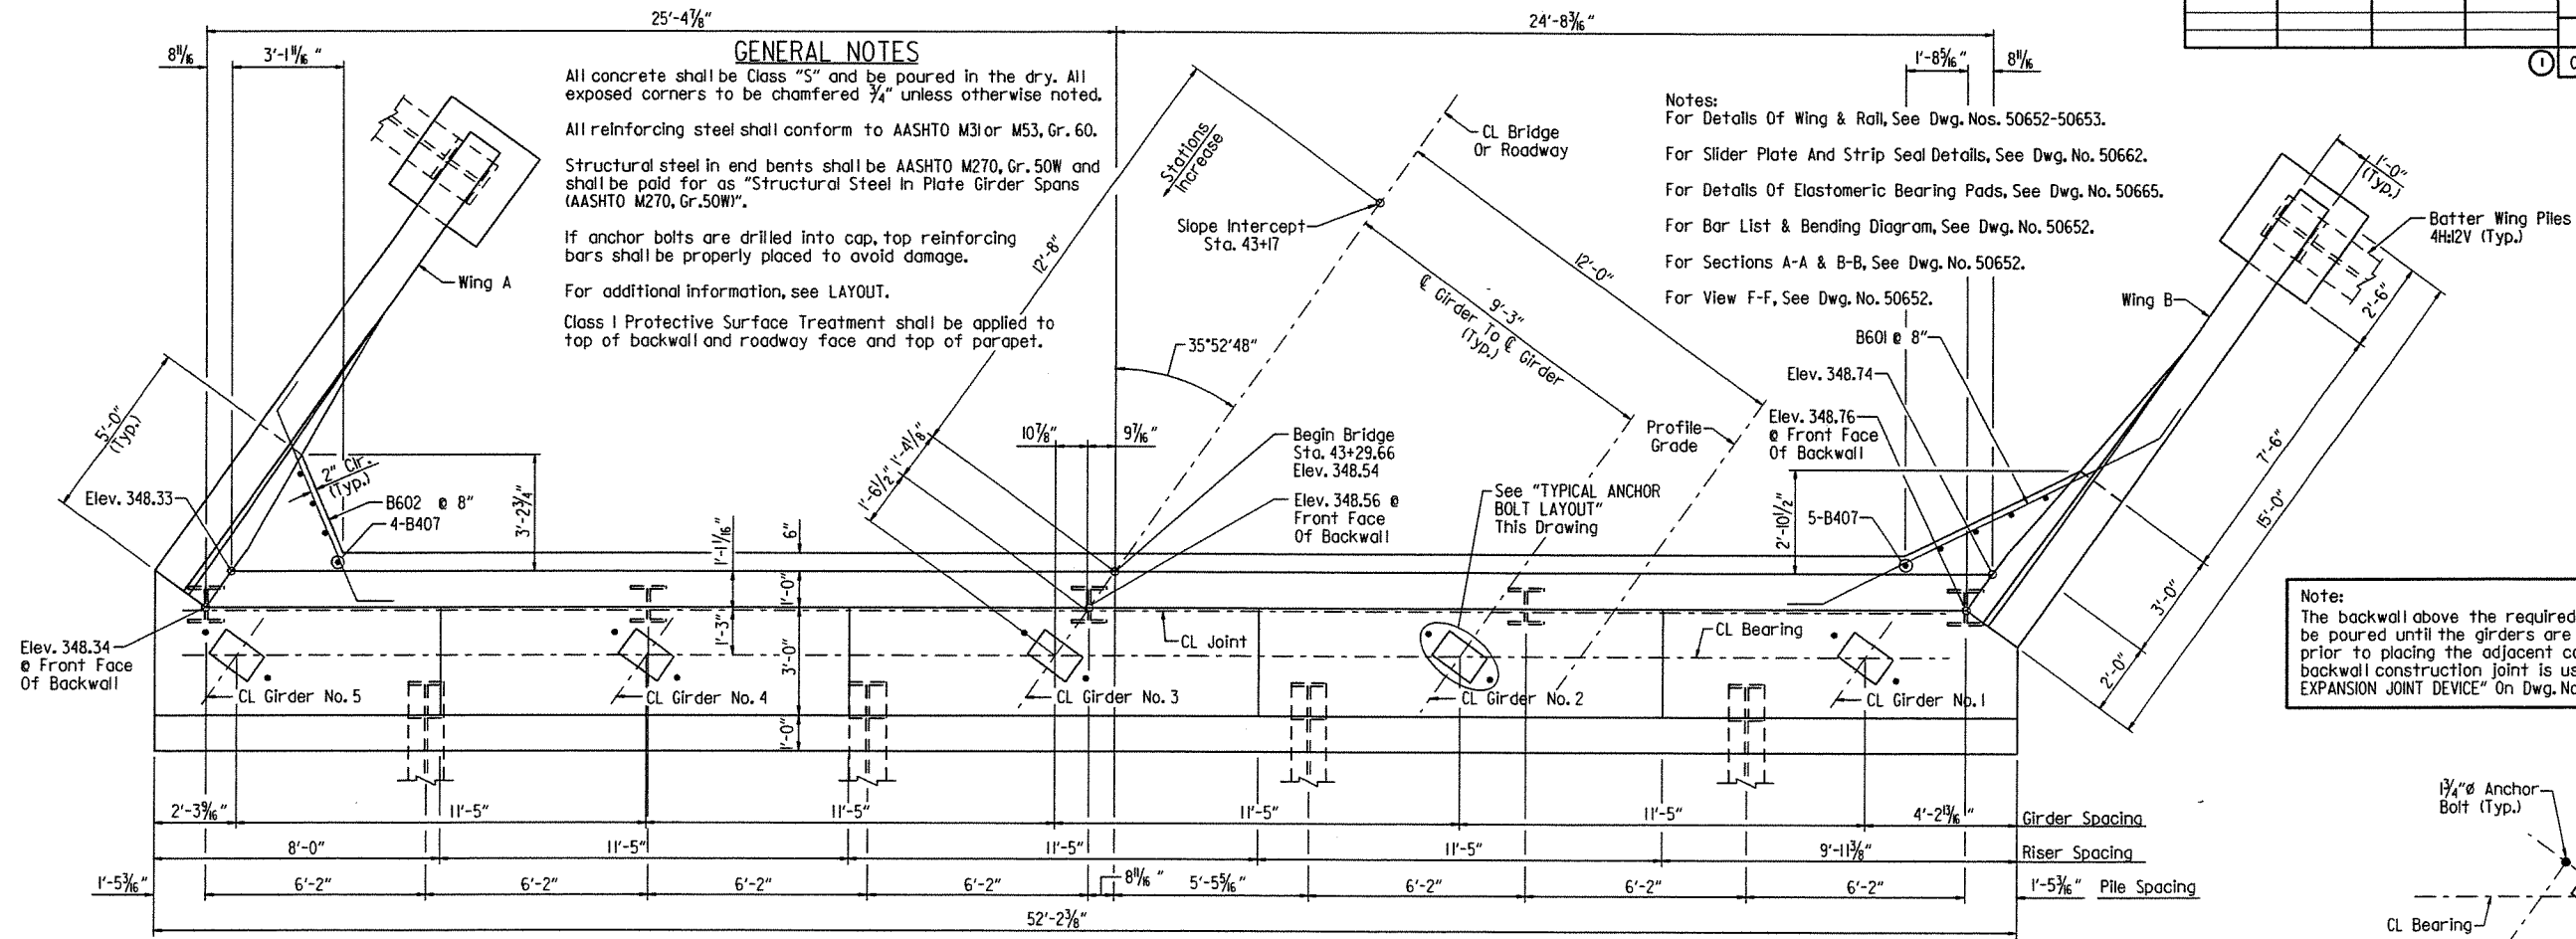 25'-4⅞"
24'-8³⁄₁₆"
8¹¹⁄₁₆
3'-1¹¹⁄₁₆ "
1'-8⁵⁄₁₆"
8¹¹⁄₁₆
GENERAL NOTES
All concrete shall be Class "S" and be poured in the dry. All
exposed corners to be chamfered ¾" unless otherwise noted.
All reinforcing steel shall conform to AASHTO M31 or M53, Gr. 60.
Structural steel in end bents shall be AASHTO M270, Gr. 50W and
shall be paid for as "Structural Steel In Plate Girder Spans
(AASHTO M270, Gr.50W)".
If anchor bolts are drilled into cap, top reinforcing
bars shall be properly placed to avoid damage.
For additional information, see LAYOUT.
Class 1 Protective Surface Treatment shall be applied to
top of backwall and roadway face and top of parapet.
Notes:
For Details Of Wing & Rail, See Dwg. Nos. 50652-50653.
For Slider Plate And Strip Seal Details, See Dwg. No. 50662.
For Details Of Elastomeric Bearing Pads, See Dwg. No. 50665.
For Bar List & Bending Diagram, See Dwg. No. 50652.
For Sections A-A & B-B, See Dwg. No. 50652.
For View F-F, See Dwg. No. 50652.
1
Stations
Increase
CL Bridge
Or Roadway
Slope Intercept
Sta. 43+17
12'-8"
12'-0"
9'-3"
℄ Girder To ℄ Girder
(Typ.)
35°52'48"
Wing A
Wing B
1'-0"
(Typ.)
Batter Wing Piles
4H:12V (Typ.)
2'-6"
7'-6"
15'-0"
3'-0"
2'-0"
B601 @ 8"
Elev. 348.74
Elev. 348.76
@ Front Face
Of Backwall
5'-0"
(Typ.)
2" Clr.
(Typ.)
Elev. 348.33
B602 @ 8"
4-B407
3'-2¾"
1'-4⅛"
1'-6½"
10⅞"
9⁷⁄₁₆"
Begin Bridge
Sta. 43+29.66
Elev. 348.54
Elev. 348.56 @
Front Face
Of Backwall
Profile
Grade
See "TYPICAL ANCHOR
BOLT LAYOUT"
This Drawing
5-B407
2'-10½"
1'-1¹⁄₁₆"
6"
1'-0"
1'-3"
3'-0"
1'-0"
Elev. 348.34
@ Front Face
Of Backwall
CL Joint
CL Bearing
CL Girder No. 5
CL Girder No. 4
CL Girder No. 3
CL Girder No. 2
CL Girder No. 1
Note:
The backwall above the required
be poured until the girders are
prior to placing the adjacent
backwall construction joint is
EXPANSION JOINT DEVICE" On Dwg.
2'-3⁹⁄₁₆"
11'-5"
11'-5"
11'-5"
11'-5"
4'-2¹³⁄₁₆"
Girder Spacing
8'-0"
11'-5"
11'-5"
11'-5"
9'-11⅜"
Riser Spacing
1'-5³⁄₁₆"
6'-2"
6'-2"
6'-2"
6'-2"
8¹¹⁄₁₆ "
5'-5⁵⁄₁₆"
6'-2"
6'-2"
6'-2"
1'-5³⁄₁₆"
Pile Spacing
52'-2⅜"
1¾"ø Anchor
Bolt (Typ.)
CL Bearing